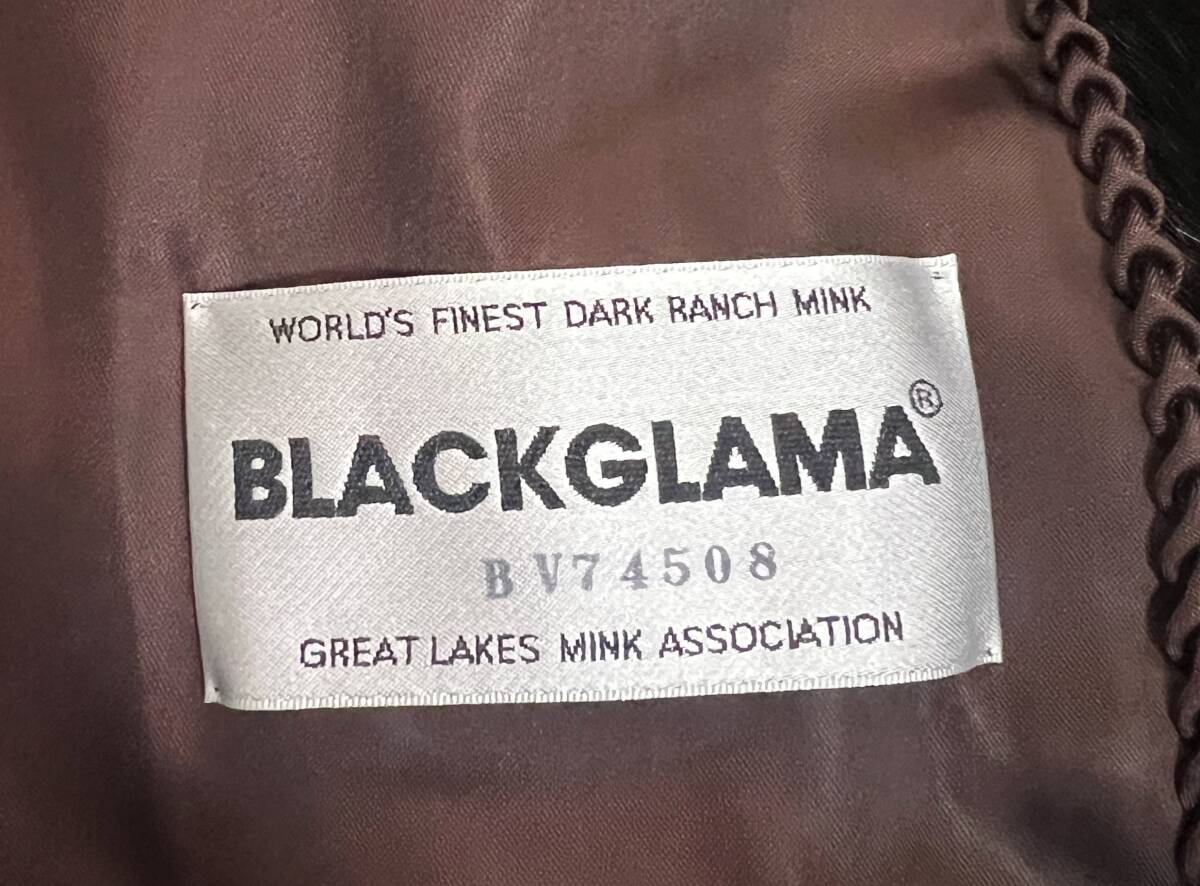 WORLD'S FINEST DARK RANCH MINK
BLACKGLAMA®
BV74508
GREAT LAKES MINK ASSOCIATION